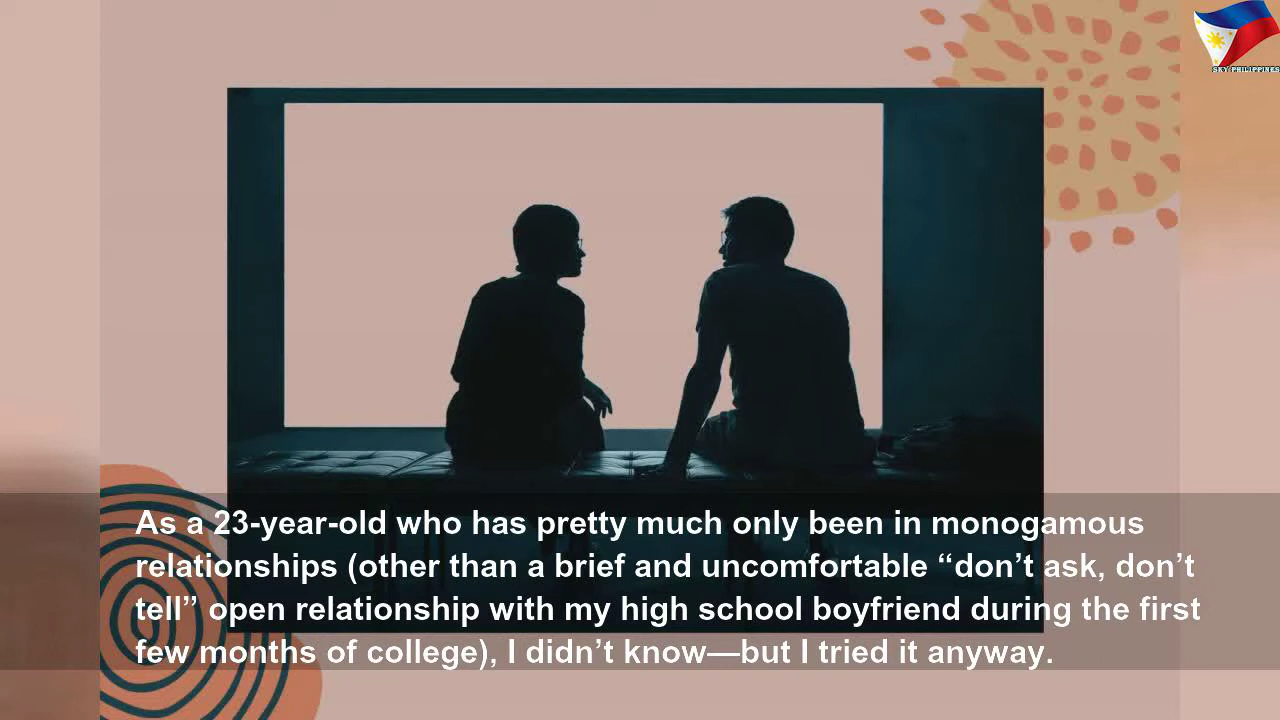 SKY PHILIPPINES
As a 23-year-old who has pretty much only been in monogamous
relationships (other than a brief and uncomfortable “don’t ask, don’t
tell” open relationship with my high school boyfriend during the first
few months of college), I didn’t know—but I tried it anyway.